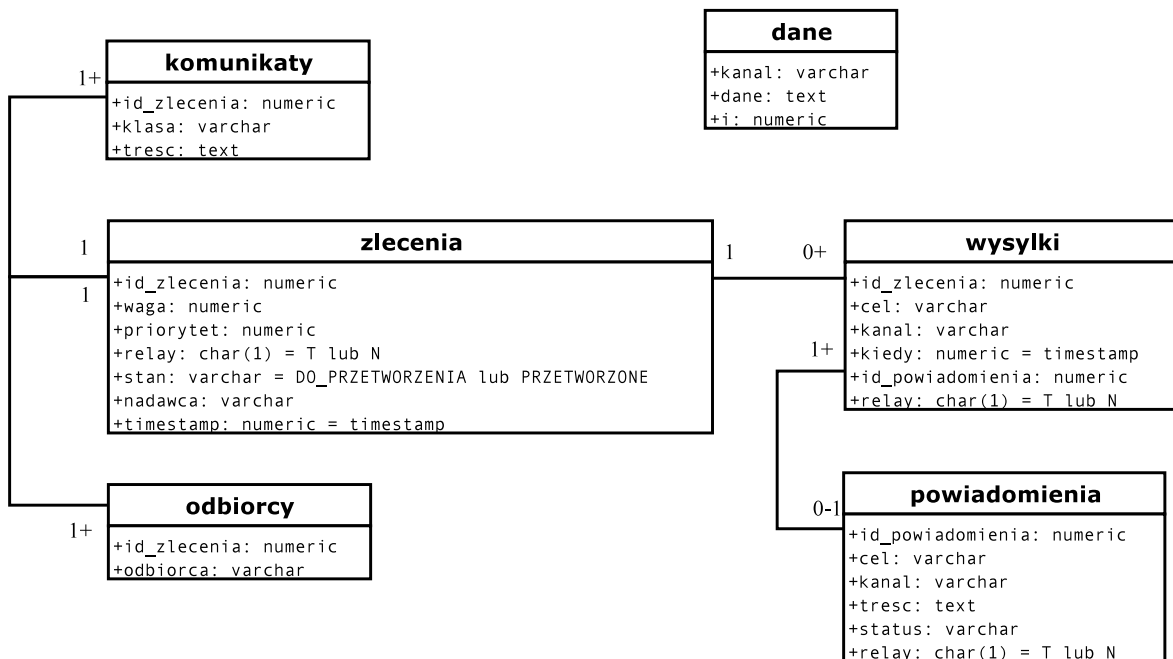 komunikaty
+id_zlecenia: numeric
+klasa: varchar
+tresc: text
dane
+kanal: varchar
+dane: text
+i: numeric
1+
zlecenia
+id_zlecenia: numeric
+waga: numeric
+priorytet: numeric
+relay: char(1) = T lub N
+stan: varchar = DO_PRZETWORZENIA lub PRZETWORZONE
+nadawca: varchar
+timestamp: numeric = timestamp
1
1
1
0+
wysylki
+id_zlecenia: numeric
+cel: varchar
+kanal: varchar
+kiedy: numeric = timestamp
+id_powiadomienia: numeric
+relay: char(1) = T lub N
1+
odbiorcy
+id_zlecenia: numeric
+odbiorca: varchar
1+
0-1
powiadomienia
+id_powiadomienia: numeric
+cel: varchar
+kanal: varchar
+tresc: text
+status: varchar
+relay: char(1) = T lub N